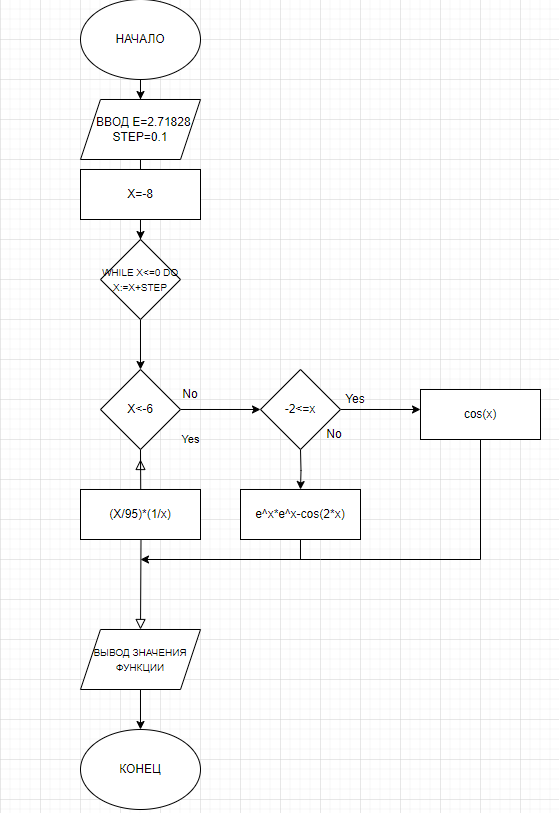 НАЧАЛО
ВВОД E=2.71828
STEP=0.1
X=-8
WHILE X<=0 DO
X:=X+STEP
X<-6
No
Yes
-2<=x
Yes
No
cos(x)
(X/95)*(1/x)
e^x*e^x-cos(2*x)
ВЫВОД ЗНАЧЕНИЯ
ФУНКЦИИ
КОНЕЦ